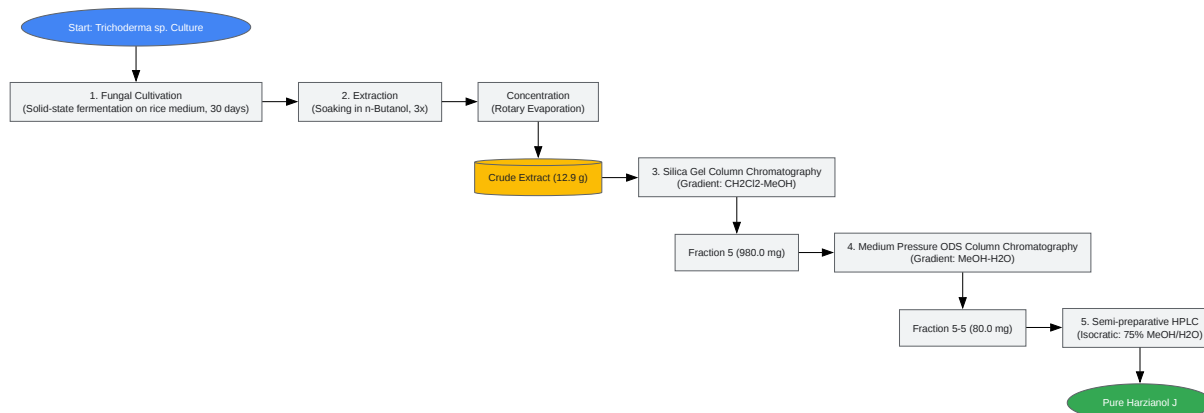 Start: Trichoderma sp. Culture
1. Fungal Cultivation
(Solid-state fermentation on rice medium, 30 days)
2. Extraction
(Soaking in n-Butanol, 3x)
Concentration
(Rotary Evaporation)
Crude Extract (12.9 g)
3. Silica Gel Column Chromatography
(Gradient: CH2Cl2-MeOH)
Fraction 5 (980.0 mg)
4. Medium Pressure ODS Column Chromatography
(Gradient: MeOH-H2O)
Fraction 5-5 (80.0 mg)
5. Semi-preparative HPLC
(Isocratic: 75% MeOH/H2O)
Pure Harzianol J